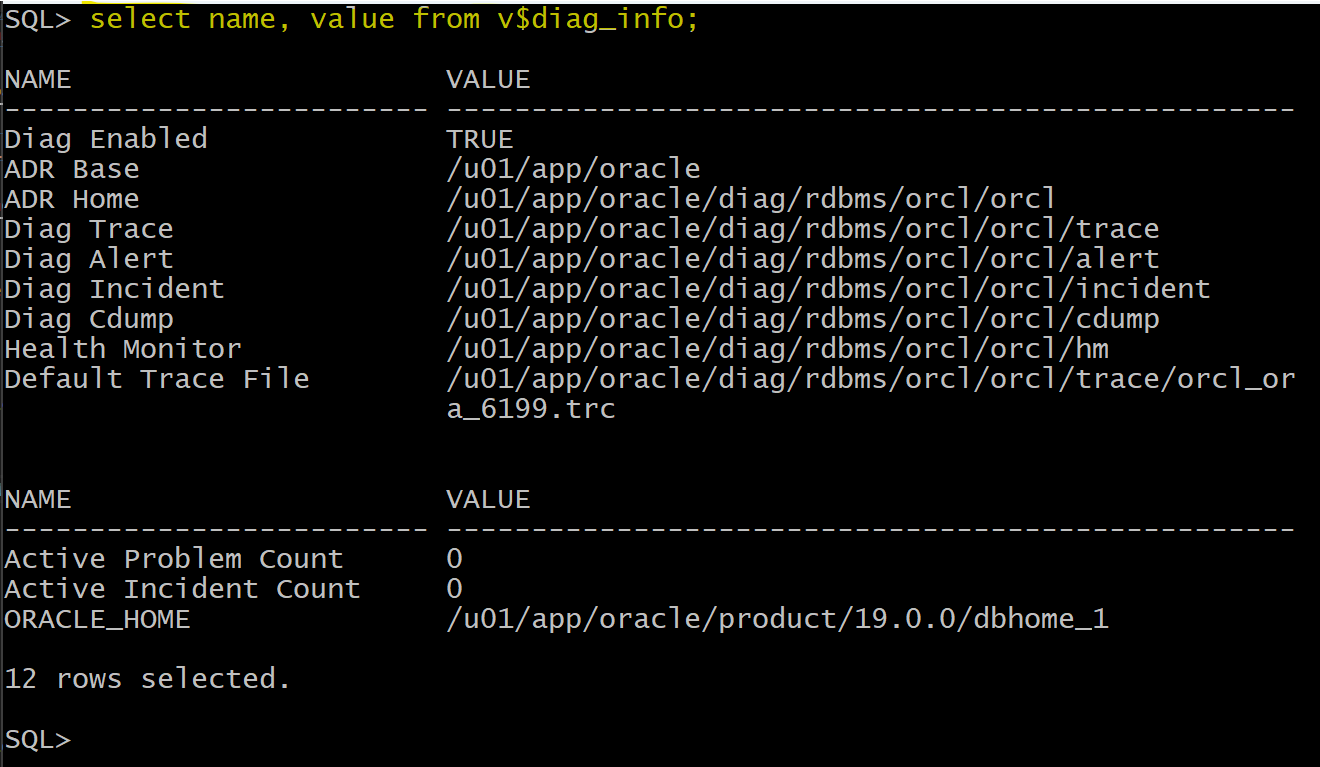 SQL> select name, value from v$diag_info;
NAME                      VALUE
------------------------- --------------------------------------------------
Diag Enabled              TRUE
ADR Base                  /u01/app/oracle
ADR Home                  /u01/app/oracle/diag/rdbms/orcl/orcl
Diag Trace                /u01/app/oracle/diag/rdbms/orcl/orcl/trace
Diag Alert                /u01/app/oracle/diag/rdbms/orcl/orcl/alert
Diag Incident             /u01/app/oracle/diag/rdbms/orcl/orcl/incident
Diag Cdump                /u01/app/oracle/diag/rdbms/orcl/orcl/cdump
Health Monitor            /u01/app/oracle/diag/rdbms/orcl/orcl/hm
Default Trace File        /u01/app/oracle/diag/rdbms/orcl/orcl/trace/orcl_or
                          a_6199.trc
NAME                      VALUE
------------------------- --------------------------------------------------
Active Problem Count      0
Active Incident Count     0
ORACLE_HOME               /u01/app/oracle/product/19.0.0/dbhome_1
12 rows selected.
SQL>